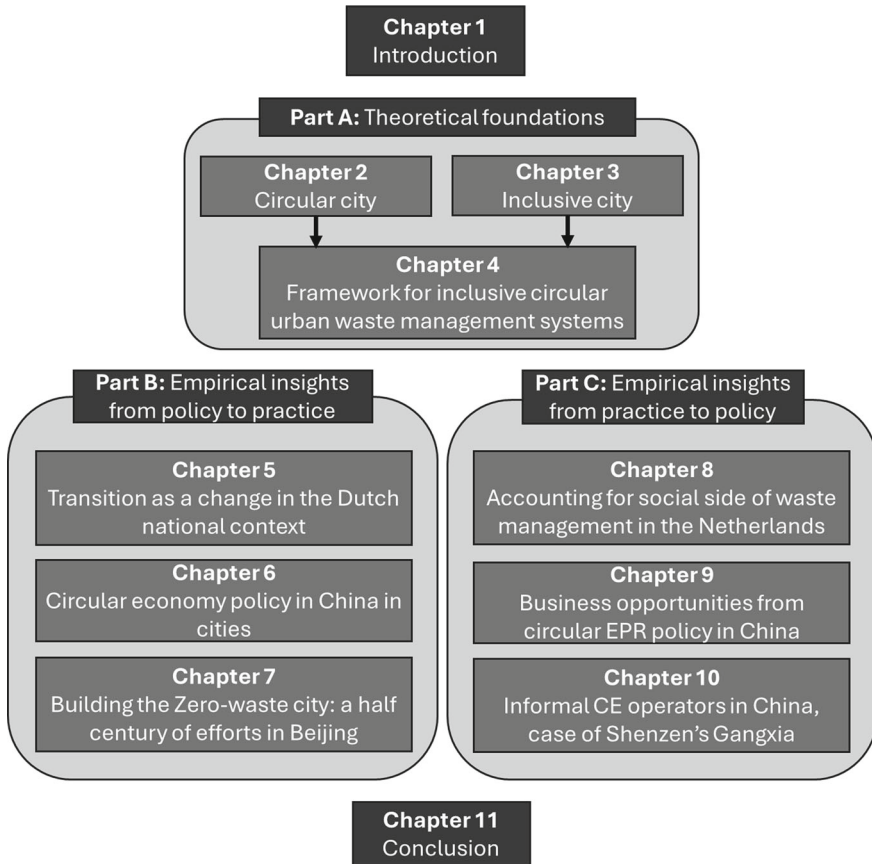 Chapter 1
Introduction
Part A: Theoretical foundations
Chapter 2
Circular city
Chapter 3
Inclusive city
Chapter 4
Framework for inclusive circular
urban waste management systems
Part B: Empirical insights
from policy to practice
Chapter 5
Transition as a change in the Dutch
national context
Chapter 6
Circular economy policy in China in
cities
Chapter 7
Building the Zero-waste city: a half
century of efforts in Beijing
Part C: Empirical insights
from practice to policy
Chapter 8
Accounting for social side of waste
management in the Netherlands
Chapter 9
Business opportunities from
circular EPR policy in China
Chapter 10
Informal CE operators in China,
case of Shenzen's Gangxia
Chapter 11
Conclusion